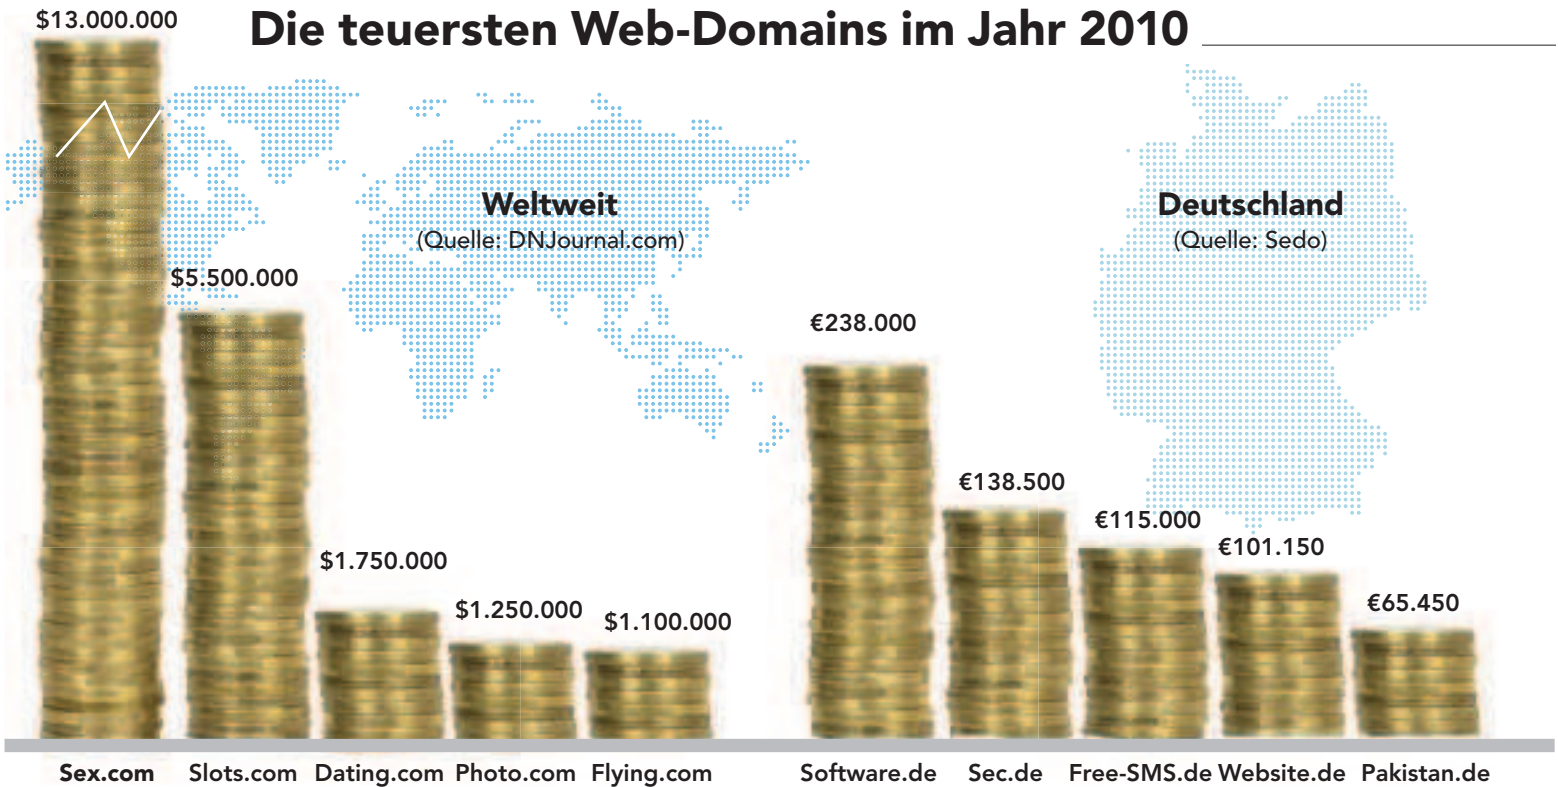 Die teuersten Web-Domains im Jahr 2010
Weltweit
(Quelle: DNJournal.com)
$13.000.000
$5.500.000
$1.750.000
$1.250.000
$1.100.000
Sex.com Slots.com Dating.com Photo.com Flying.com
Deutschland
(Quelle: Sedo)
€238.000
€138.500
€115.000
€101.150
€65.450
Software.de Sec.de Free-SMS.de Website.de Pakistan.de